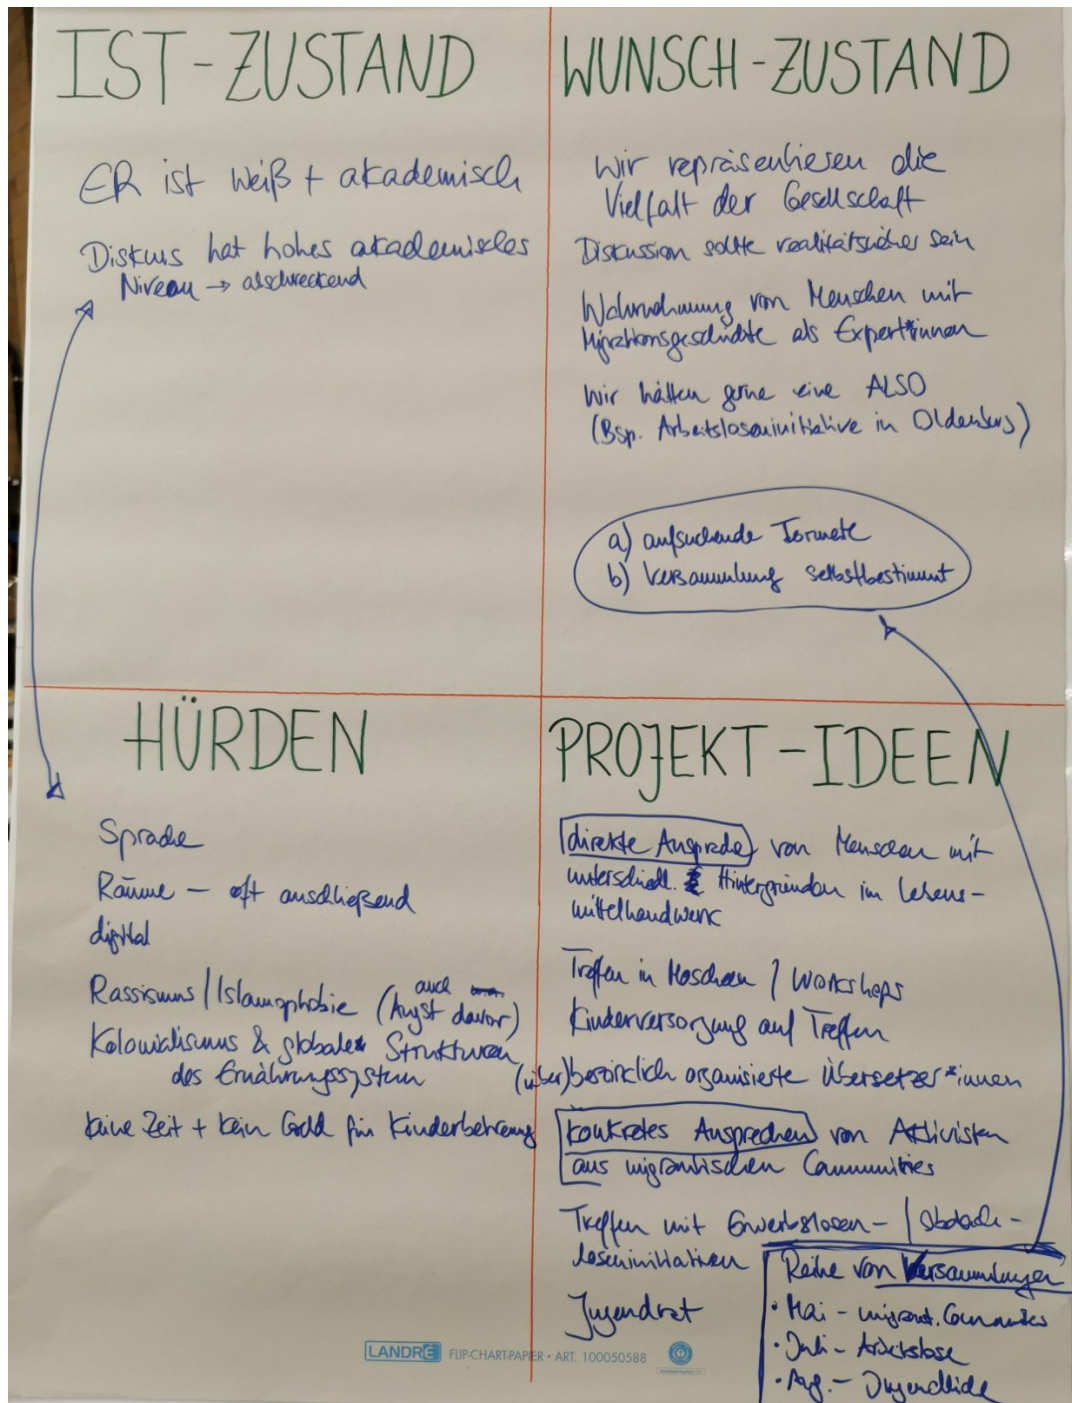 IST-ZUSTAND
ER ist weiß + akademisch
Diskurs hat hohes akademisches
Niveau → abschreckend
WUNSCH-ZUSTAND
Wir repräsentieren die
Vielfalt der Gesellschaft
Diskussion sollte realitätsnäher sein
Wahrnehmung von Menschen mit
Migrationsgeschichte als Expert*innen
Wir hätten gerne eine ALSO
(Bsp. Arbeitsloseninitiative in Oldenburg)
a) aufsuchende Formate
b) Versammlung selbstbestimmt
HÜRDEN
Sprache
Räume – oft ausschließend
digital
Rassismus / Islamophobie (auch Angst davor)
Kolonialismus & globale Strukturen
des Ernährungssystem
keine Zeit + kein Geld für Kinderbetreuung
PROJEKT-IDEEN
direkte Ansprache von Menschen mit
unterschiedl. Hintergründen im Lebens-
mittelhandwerk
Treffen in Moscheen / Workshops
Kinderversorgung auf Treffen
(über)bezirklich organisierte Übersetzer*innen
konkretes Ansprechen von Aktivisten
aus migrantischen Communities
Treffen mit Erwerbslosen- / Obdach-
loseninitiativen
Jugendrat
Reihe von Versammlungen
• Mai – migrant. Communities
• Juli – Arbeitslose
• Aug. – Jugendliche
LANDRÉ FLIP-CHART-PAPIER • ART. 100050588